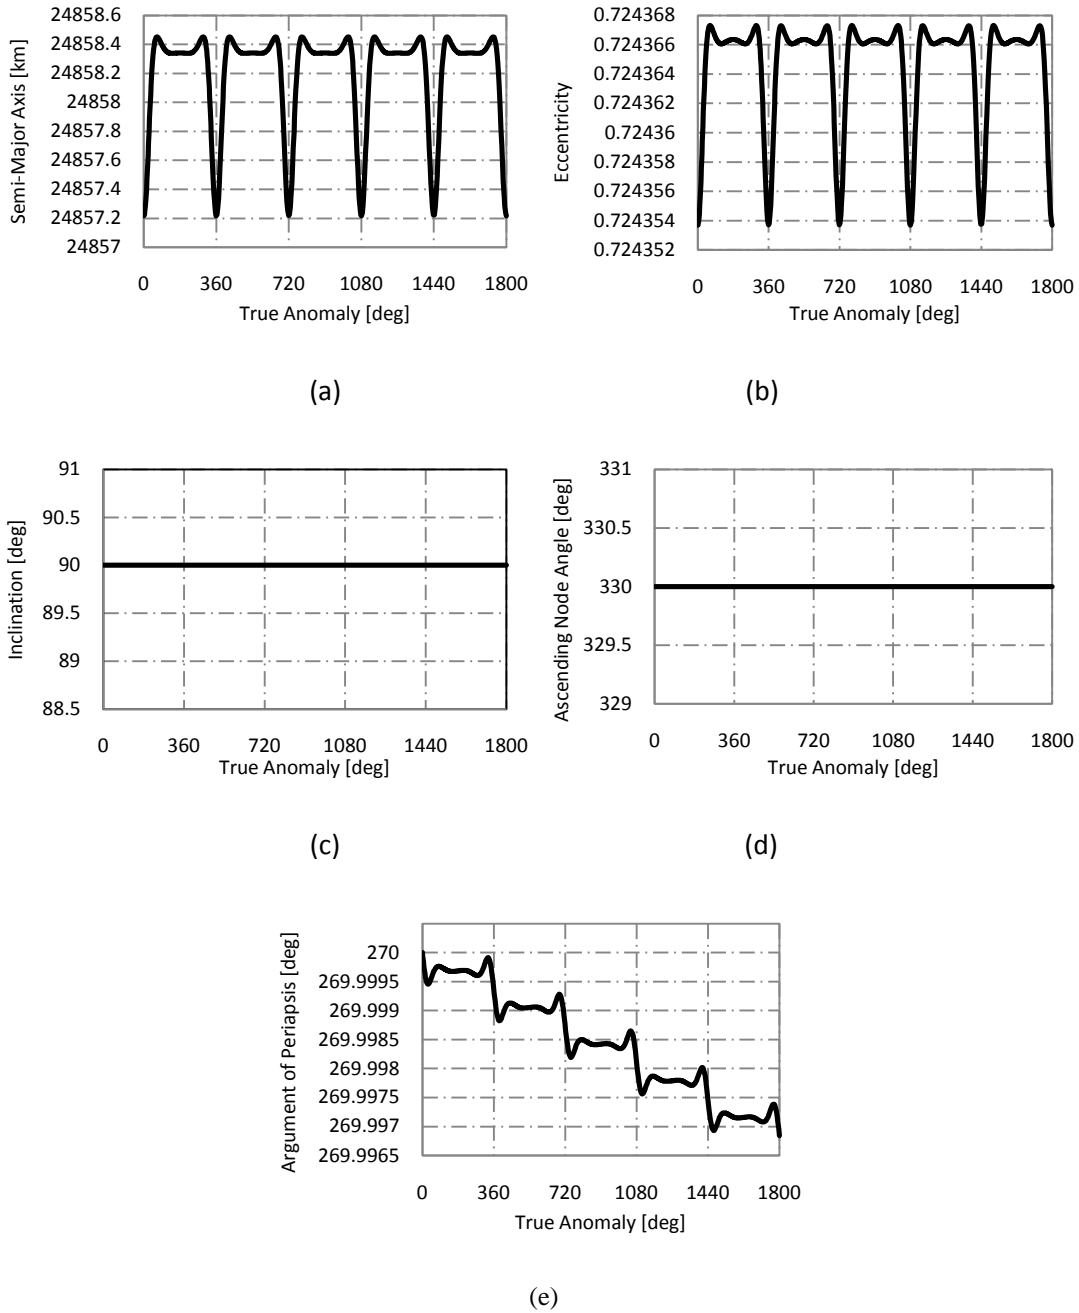 Semi-Major Axis [km]
24858.6
24858.4
24858.2
24858
24857.8
24857.6
24857.4
24857.2
24857
0 360 720 1080 1440 1800
True Anomaly [deg]
(a)
Eccentricity
0.724368
0.724366
0.724364
0.724362
0.72436
0.724358
0.724356
0.724354
0.724352
0 360 720 1080 1440 1800
True Anomaly [deg]
(b)
Inclination [deg]
91
90.5
90
89.5
89
88.5
0 360 720 1080 1440 1800
True Anomaly [deg]
(c)
Ascending Node Angle [deg]
331
330.5
330
329.5
329
0 360 720 1080 1440 1800
True Anomaly [deg]
(d)
Argument of Periapsis [deg]
270
269.9995
269.999
269.9985
269.998
269.9975
269.997
269.9965
0 360 720 1080 1440 1800
True Anomaly [deg]
(e)